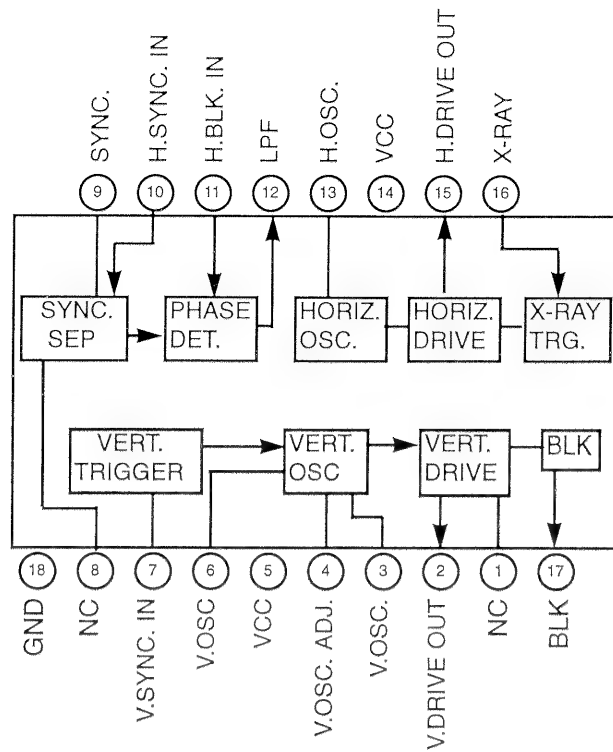 SYNC.
H.SYNC. IN
H.BLK. IN
LPF
H.OSC.
VCC
H.DRIVE OUT
X-RAY
9
10
11
12
13
14
15
16
SYNC.
SEP
PHASE
DET.
HORIZ.
OSC.
HORIZ.
DRIVE
X-RAY
TRG.
VERT.
TRIGGER
VERT.
OSC
VERT.
DRIVE
BLK
18
8
7
6
5
4
3
2
1
17
GND
NC
V.SYNC. IN
V.OSC
VCC
V.OSC. ADJ.
V.OSC.
V.DRIVE OUT
NC
BLK